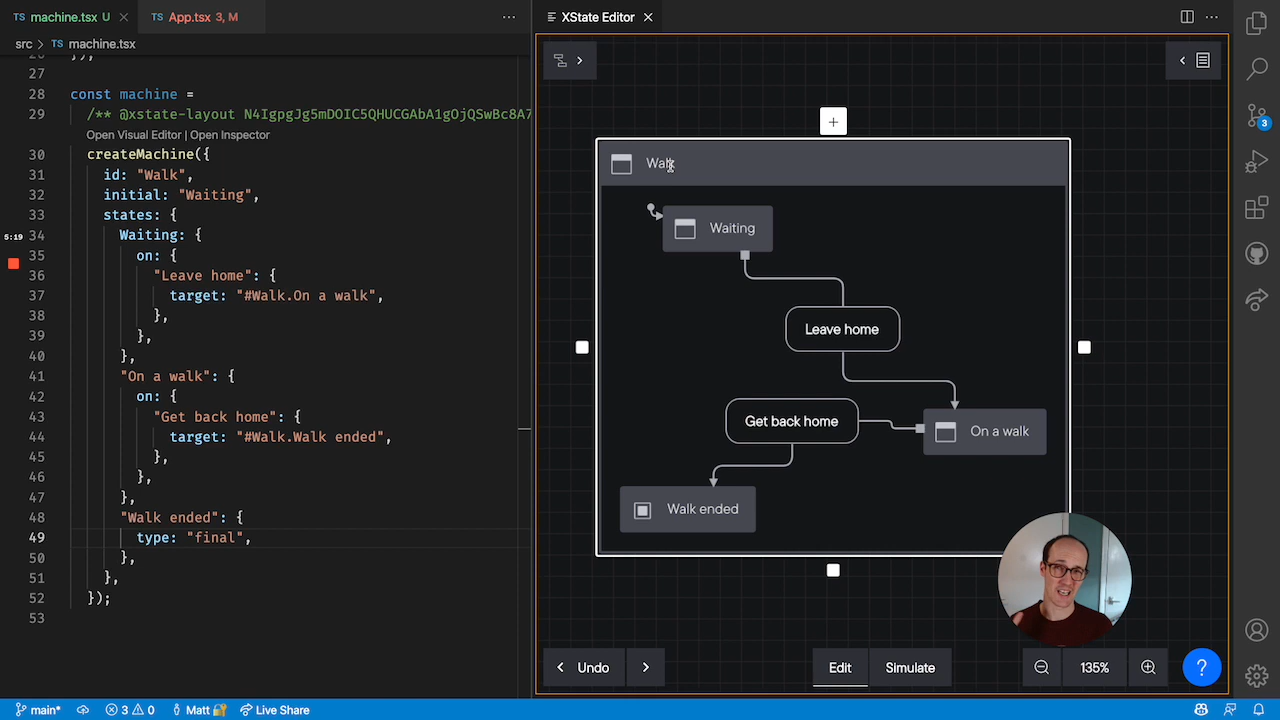 TS machine.tsx U
TS App.tsx 3, M
XState Editor
src > TS machine.tsx
27
28 const machine =
29 /** @xstate-layout N4IgpgJg5mDOIC5QHUCGAbA1gOjQSwBc8A7
Open Visual Editor | Open Inspector
30 createMachine({
31 id: "Walk",
32 initial: "Waiting",
33 states: {
5:19 34 Waiting: {
35 on: {
36 "Leave home": {
37 target: "#Walk.On a walk",
38 },
39 },
40 },
41 "On a walk": {
42 on: {
43 "Get back home": {
44 target: "#Walk.Walk ended",
45 },
46 },
47 },
48 "Walk ended": {
49 type: "final",
50 },
51 },
52 });
53
+
Walk
Waiting
Leave home
Get back home
On a walk
Walk ended
< Undo >
Edit
Simulate
135%
?
3
main*
3 0
Matt
Live Share